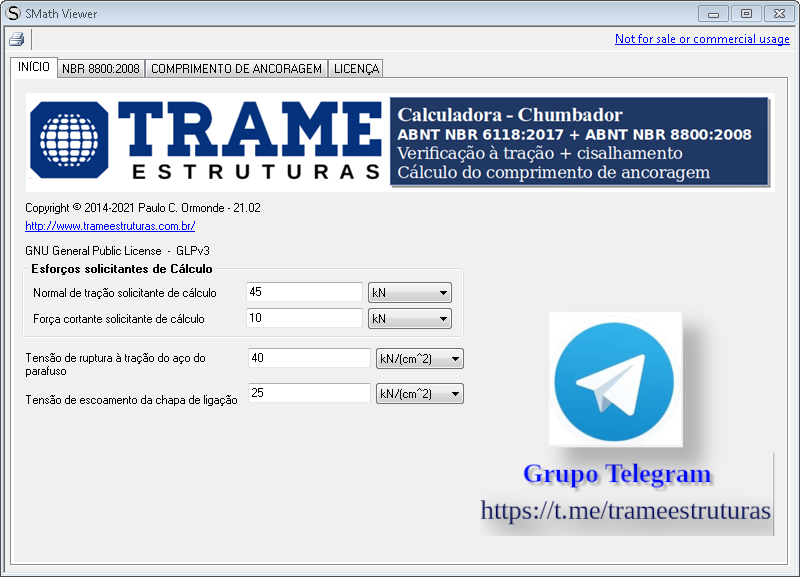 SMath Viewer
Not for sale or commercial usage
INÍCIO NBR 8800:2008 COMPRIMENTO DE ANCORAGEM LICENÇA
TRAME
ESTRUTURAS
Calculadora - Chumbador
ABNT NBR 6118:2017 + ABNT NBR 8800:2008
Verificação à tração + cisalhamento
Cálculo do comprimento de ancoragem
Copyright © 2014-2021 Paulo C. Ormonde - 21.02
http://www.trameestruturas.com.br/
GNU General Public License - GLPv3
Esforços solicitantes de Cálculo
Normal de tração solicitante de cálculo 45 kN
Força cortante solicitante de cálculo 10 kN
Tensão de ruptura à tração do aço do
parafuso 40 kN/(cm^2)
Tensão de escoamento da chapa de ligação 25 kN/(cm^2)
Grupo Telegram
https://t.me/trameestruturas